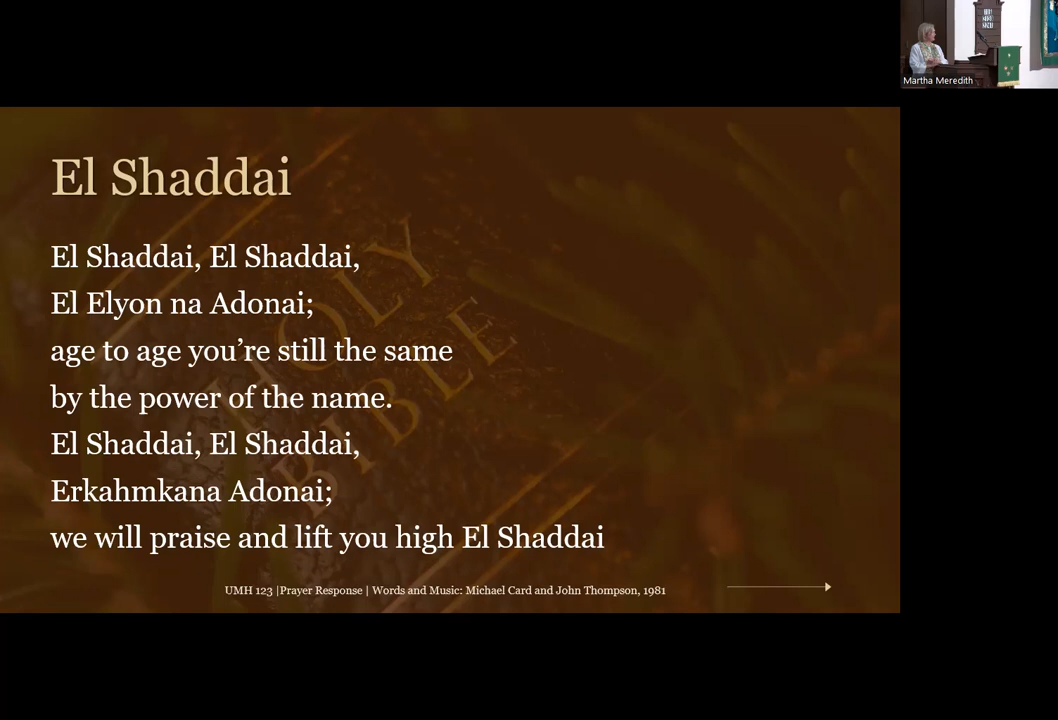 Martha Meredith
El Shaddai
El Shaddai, El Shaddai,
El Elyon na Adonai;
age to age you’re still the same
by the power of the name.
El Shaddai, El Shaddai,
Erkahmkana Adonai;
we will praise and lift you high El Shaddai
HOLY
BIBLE
UMH 123 |Prayer Response | Words and Music: Michael Card and John Thompson, 1981